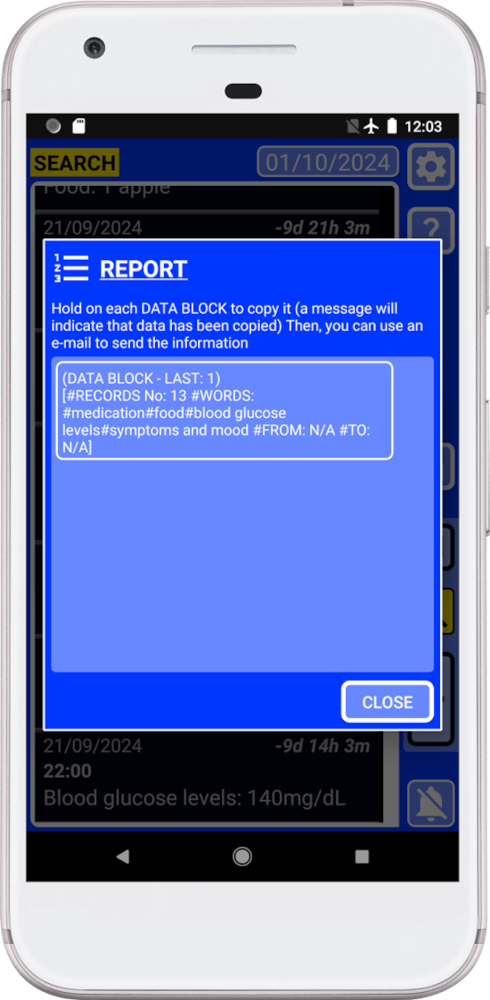 12:03
SEARCH
01/10/2024
Food: 1 apple
21/09/2024
-9d 21h 3m
?
1
2
3
REPORT
Hold on each DATA BLOCK to copy it (a message will
indicate that data has been copied) Then, you can use an
e-mail to send the information
(DATA BLOCK - LAST: 1)
[#RECORDS No: 13 #WORDS:
#medication#food#blood glucose
levels#symptoms and mood #FROM: N/A #TO:
N/A]
CLOSE
21/09/2024
-9d 14h 3m
22:00
Blood glucose levels: 140mg/dL